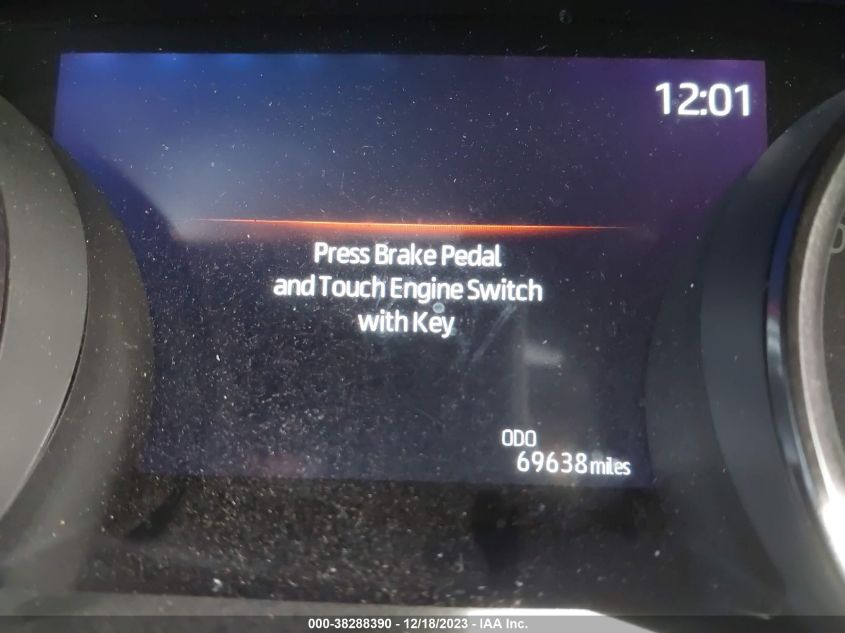 12:01
Press Brake Pedal
and Touch Engine Switch
with Key
ODO
69638 miles
000-38288390 - 12/18/2023 - IAA Inc.